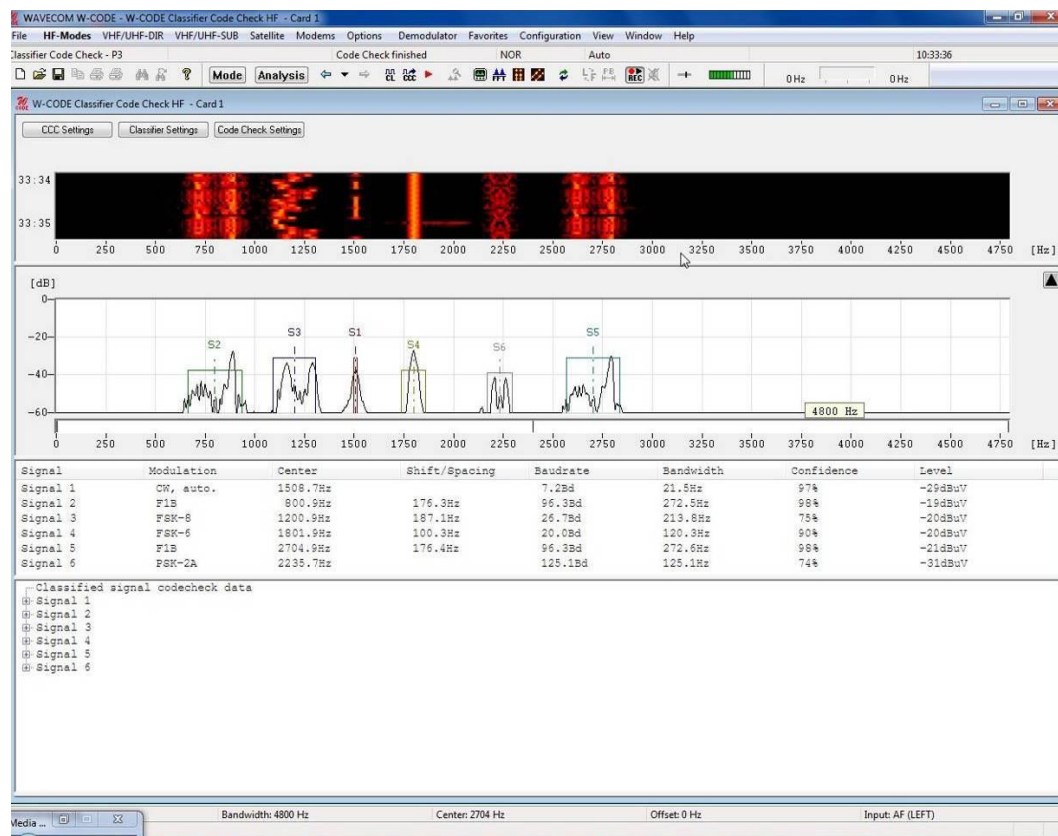 WAVECOM W-CODE - W-CODE Classifier Code Check HF - Card 1
File HF-Modes VHF/UHF-DIR VHF/UHF-SUB Satellite Modems Options Demodulator Favorites Configuration View Window Help
Classifier Code Check - P3 Code Check finished NOR Auto 10:33:36
Mode Analysis CL CCC REC 0 Hz 0 Hz
W-CODE Classifier Code Check HF - Card 1
CCC Settings Classifier Settings Code Check Settings
33:34
33:35
0 250 500 750 1000 1250 1500 1750 2000 2250 2500 2750 3000 3250 3500 3750 4000 4250 4500 4750 [Hz]
[dB]
0
-20
S2 S3 S1 S4 S6 S5
-40
-60 4800 Hz
0 250 500 750 1000 1250 1500 1750 2000 2250 2500 2750 3000 3250 3500 3750 4000 4250 4500 4750 [Hz]
Signal Modulation Center Shift/Spacing Baudrate Bandwidth Confidence Level
Signal 1 CW, auto. 1508.7Hz 7.2Bd 21.5Hz 97% -29dBuV
Signal 2 F1B 800.9Hz 176.3Hz 96.3Bd 272.5Hz 98% -19dBuV
Signal 3 FSK-8 1200.9Hz 187.1Hz 26.7Bd 213.8Hz 75% -20dBuV
Signal 4 FSK-6 1801.9Hz 100.3Hz 20.0Bd 120.3Hz 90% -20dBuV
Signal 5 F1B 2704.9Hz 176.4Hz 96.3Bd 272.6Hz 98% -21dBuV
Signal 6 PSK-2A 2235.7Hz 125.1Bd 125.1Hz 74% -31dBuV
Classified signal codecheck data
Signal 1
Signal 2
Signal 3
Signal 4
Signal 5
Signal 6
Media ... Bandwidth: 4800 Hz Center: 2704 Hz Offset: 0 Hz Input: AF (LEFT)